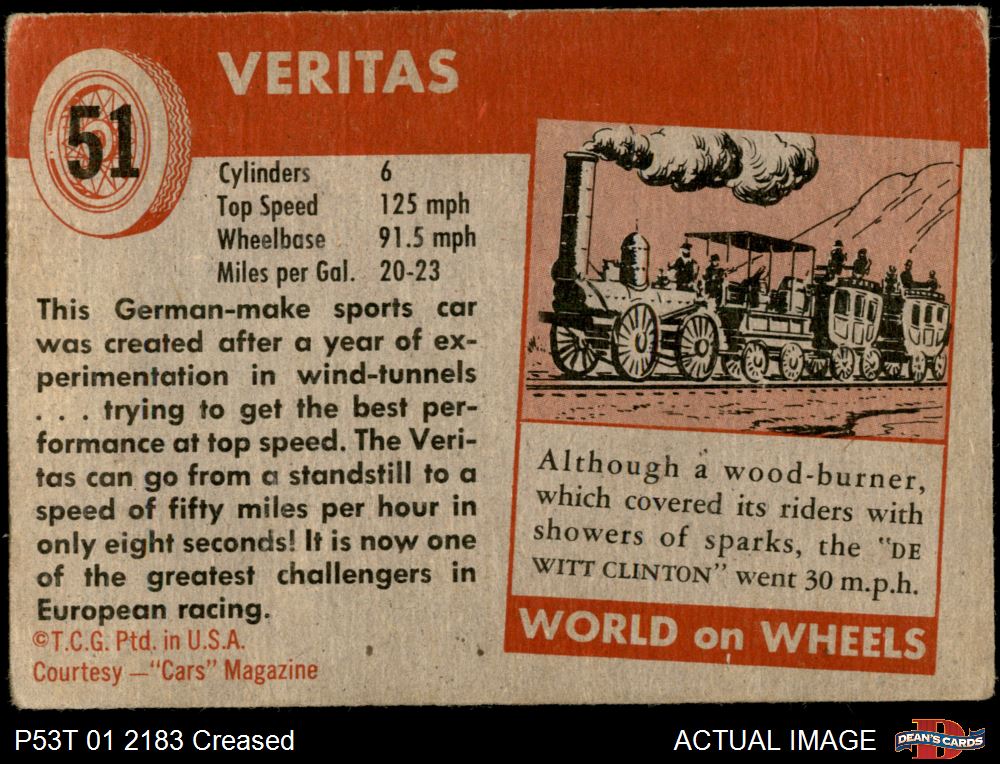 51
VERITAS
Cylinders 6
Top Speed 125 mph
Wheelbase 91.5 mph
Miles per Gal. 20-23
This German-make sports car
was created after a year of ex-
perimentation in wind-tunnels
. . . trying to get the best per-
formance at top speed. The Veri-
tas can go from a standstill to a
speed of fifty miles per hour in
only eight seconds! It is now one
of the greatest challengers in
European racing.
©T.C.G. Ptd. in U.S.A.
Courtesy —"Cars" Magazine
Although a wood-burner,
which covered its riders with
showers of sparks, the "DE
WITT CLINTON" went 30 m.p.h.
WORLD on WHEELS
P53T 01 2183 Creased
ACTUAL IMAGE
D
DEAN'S CARDS